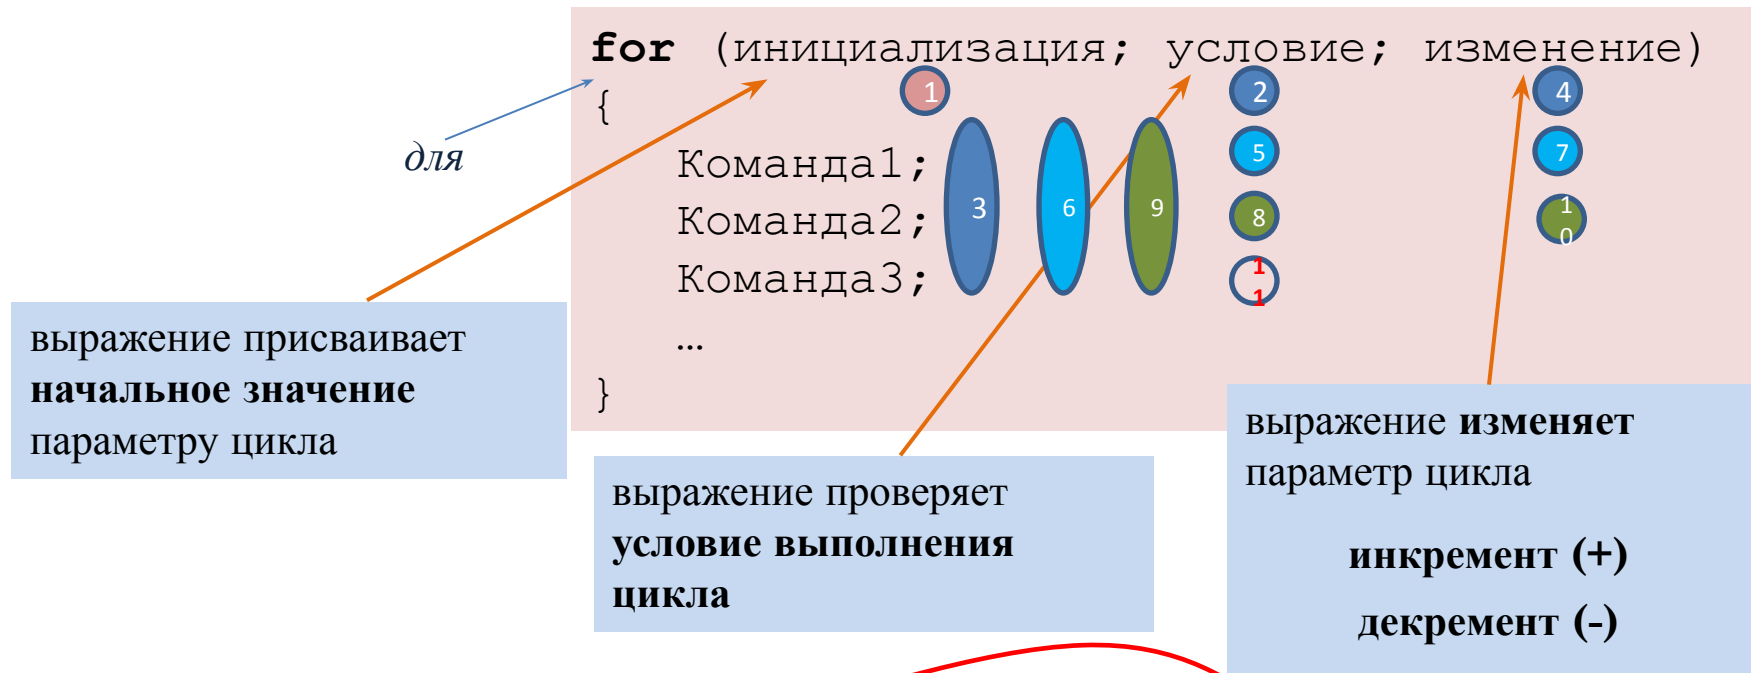 for (инициализация; условие; изменение)
1 2 4
{
для
5 7
Команда1;
3 6 9
Команда2;
8 10
Команда3;
11
…
}
выражение присваивает
начальное значение
параметру цикла
выражение проверяет
условие выполнения
цикла
выражение изменяет
параметр цикла
инкремент (+)
декремент (-)